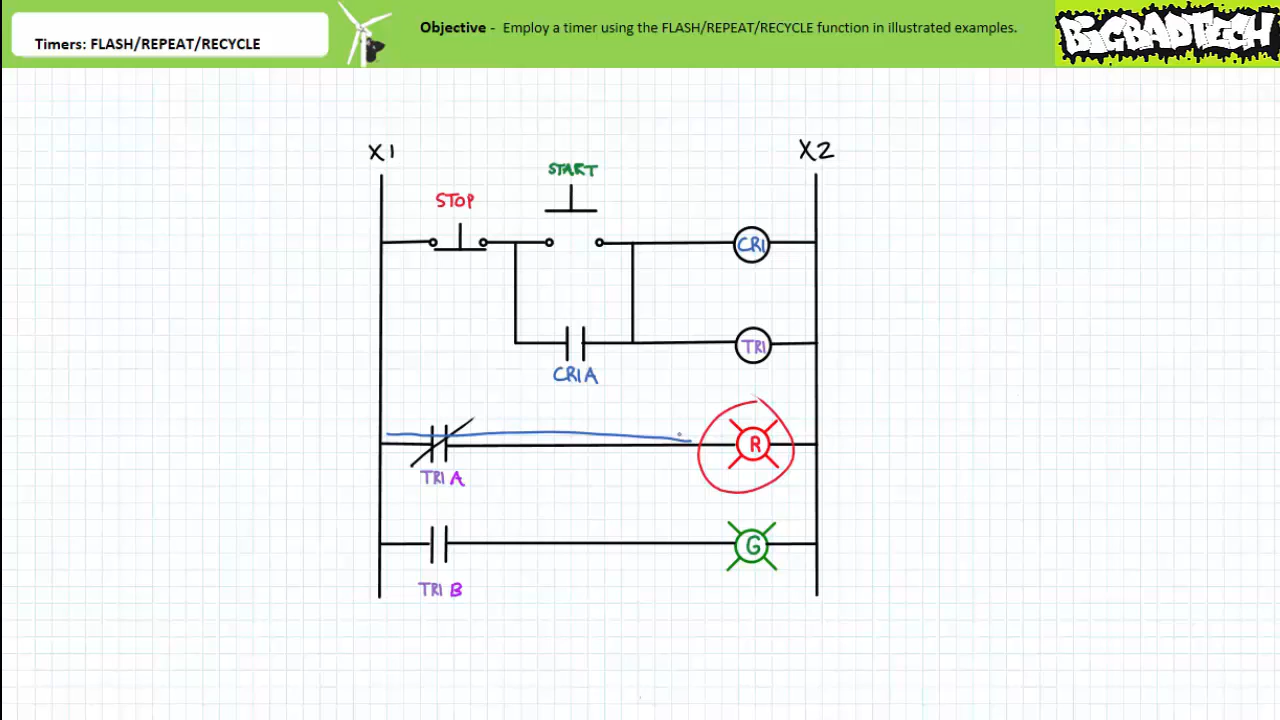 Timers: FLASH/REPEAT/RECYCLE
Objective - Employ a timer using the FLASH/REPEAT/RECYCLE function in illustrated examples.
BIGBADTECH
X1
X2
START
STOP
CR1
TR1
CR1A
R
TR1 A
G
TR1 B